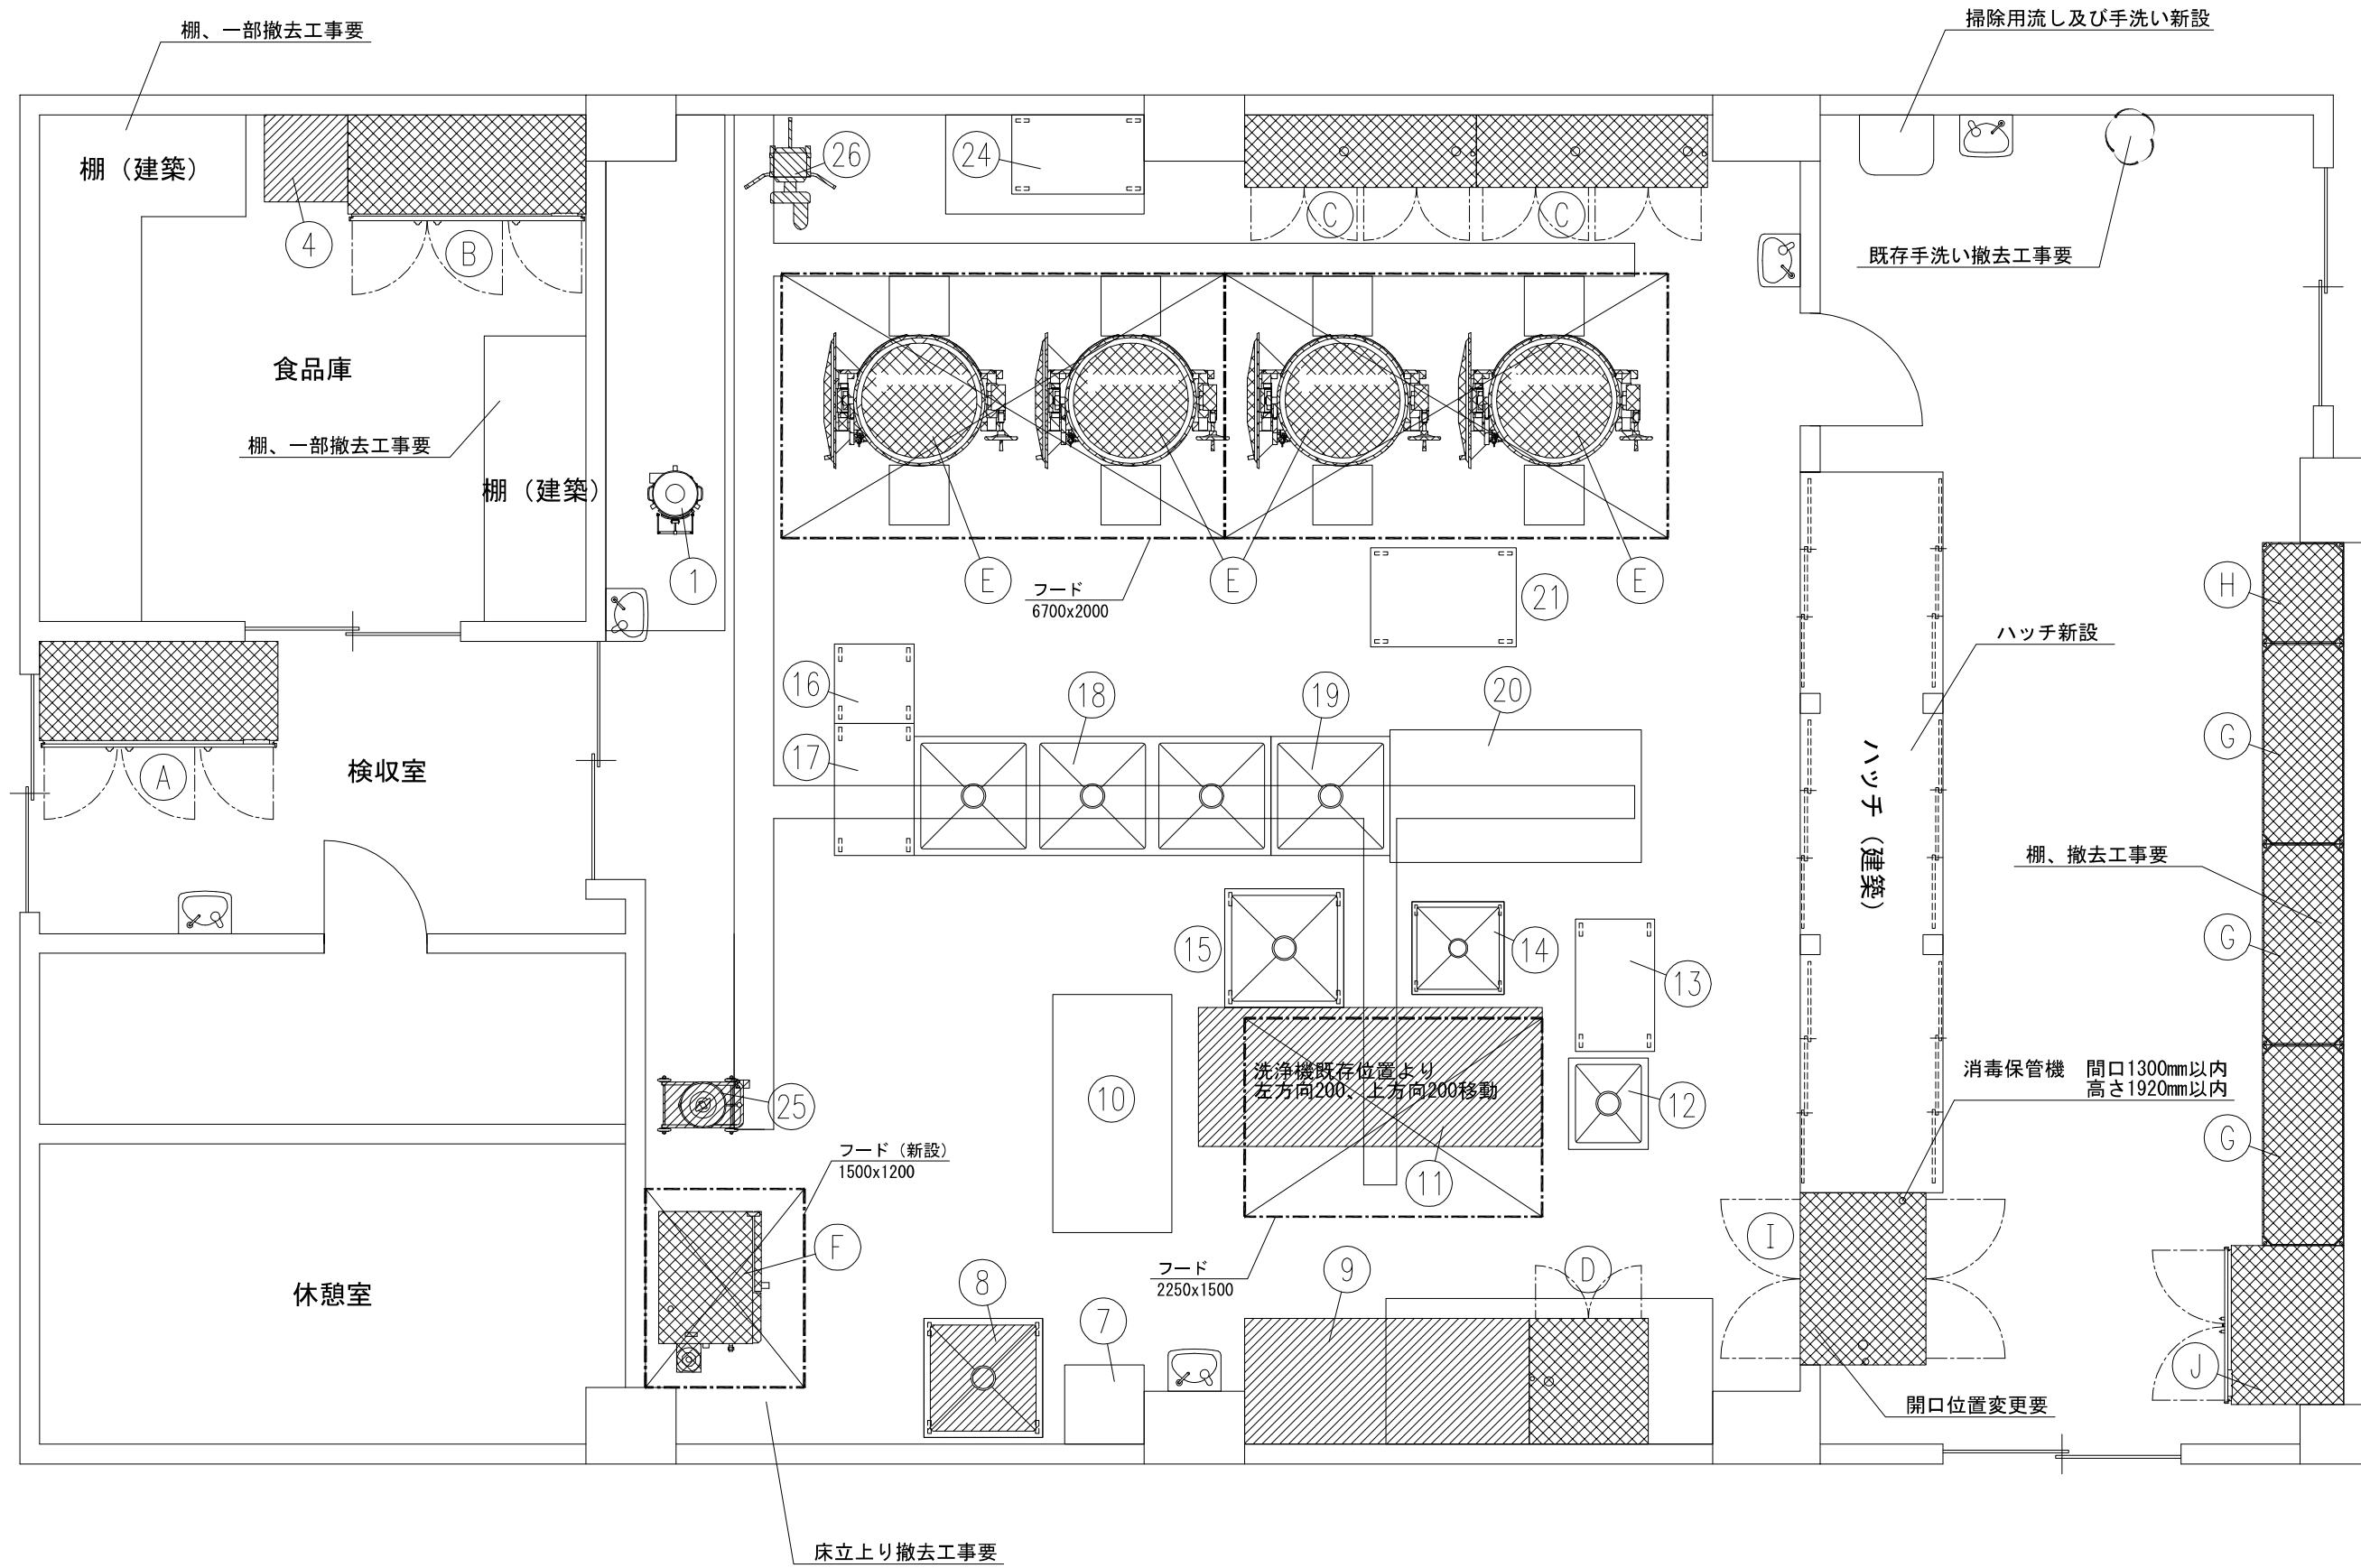 棚、一部撤去工事要
掃除用流し及び手洗い新設
棚（建築）
4
B
26
24
C
C
既存手洗い撤去工事要
食品庫
棚、一部撤去工事要
棚（建築）
1
E
フード
6700x2000
E
21
E
H
ハッチ新設
16
18
19
20
17
G
A
検収室
ハッチ（建築）
棚、撤去工事要
15
14
13
G
洗浄機既存位置より
左方向200、上方向200移動
消毒保管機 間口1300mm以内
高さ1920mm以内
25
10
12
G
フード（新設）
1500x1200
11
F
I
フード
2250x1500
8
9
D
休憩室
7
J
開口位置変更要
床立上り撤去工事要